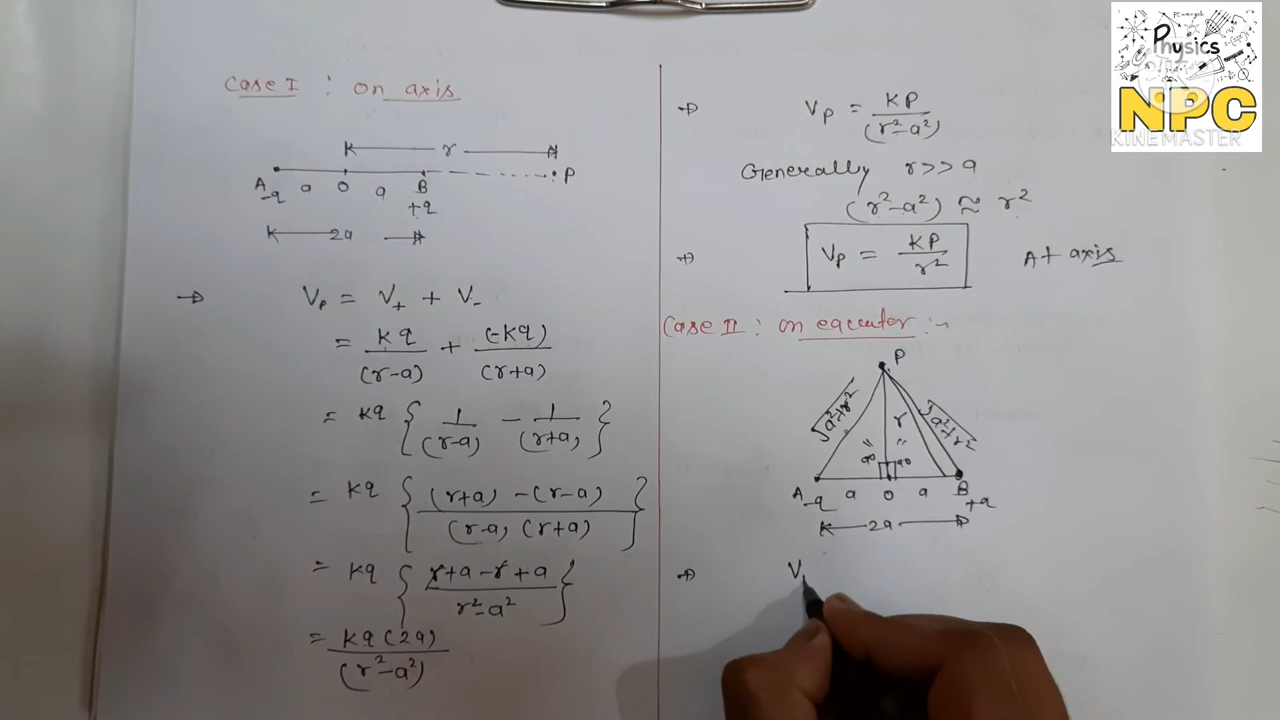 Case I : on axis
r
A O B P
-q a a +q
2a
⇒ Vp = V+ + V-
= Kq/(r-a) + (-Kq)/(r+a)
= Kq { 1/(r-a) - 1/(r+a) }
= Kq { (r+a) - (r-a) / (r-a) (r+a) }
= Kq { r+a-r+a / r²-a² }
= Kq(2a) / (r²-a²)
⇒ Vp = KP/(r²-a²)
Generally r>>a
(r²-a²) ≈ r²
⇒ Vp = KP/r² At axis
Case II : on eqcuator :-
P
√a²+r² r √a²+r²
90 90
A a O a B
-q +q
2a
⇒ V
Physics
NPC
KINEMASTER